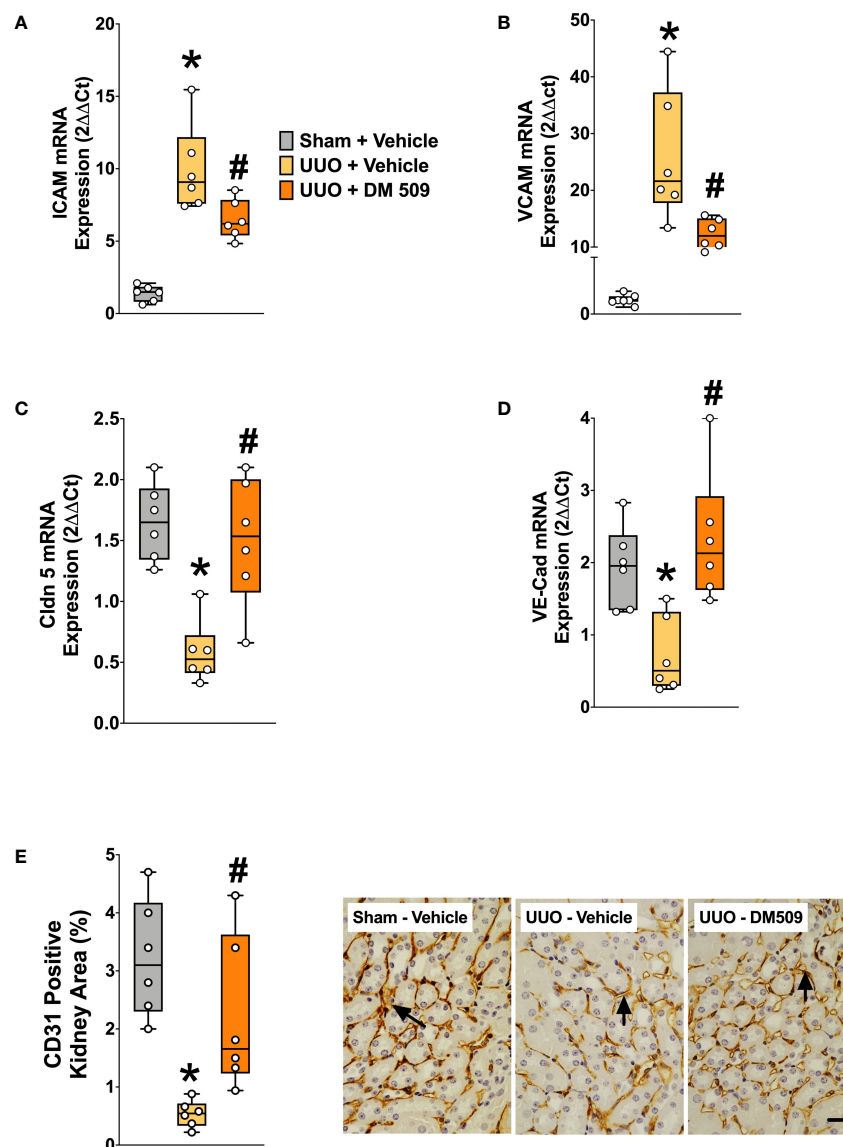 A
ICAM mRNA
Expression (2ΔΔCt)
20
15
10
5
0
*
#
Sham + Vehicle
UUO + Vehicle
UUO + DM 509
B
VCAM mRNA
Expression (2ΔΔct)
50
40
30
20
10
0
*
#
C
Cldn 5 mRNA
Expression (2ΔΔCt)
2.5
2.0
1.5
1.0
0.5
0.0
*
#
D
VE-Cad mRNA
Expression (2ΔΔCt)
4
3
2
1
0
*
#
E
CD31 Positive
Kidney Area (%)
5
4
3
2
1
0
*
#
Sham - Vehicle
UUO - Vehicle
UUO - DM509